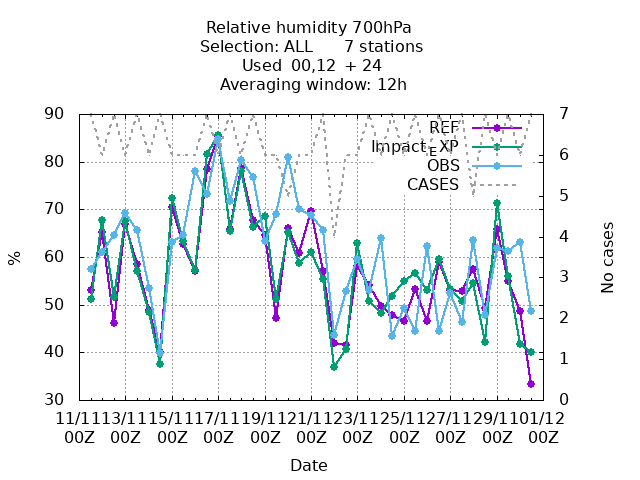 Relative humidity 700hPa
Selection: ALL 7 stations
Used 00,12 + 24
Averaging window: 12h
90 7
REF
Impact_EXP
80 6
OBS
CASES
5
70
4
60
3
50
2
40 1
30 0
% No cases
11/11 13/11 15/11 17/11 19/11 21/11 23/11 25/11 27/11 29/11 01/12
00Z 00Z 00Z 00Z 00Z 00Z 00Z 00Z 00Z 00Z 00Z
Date